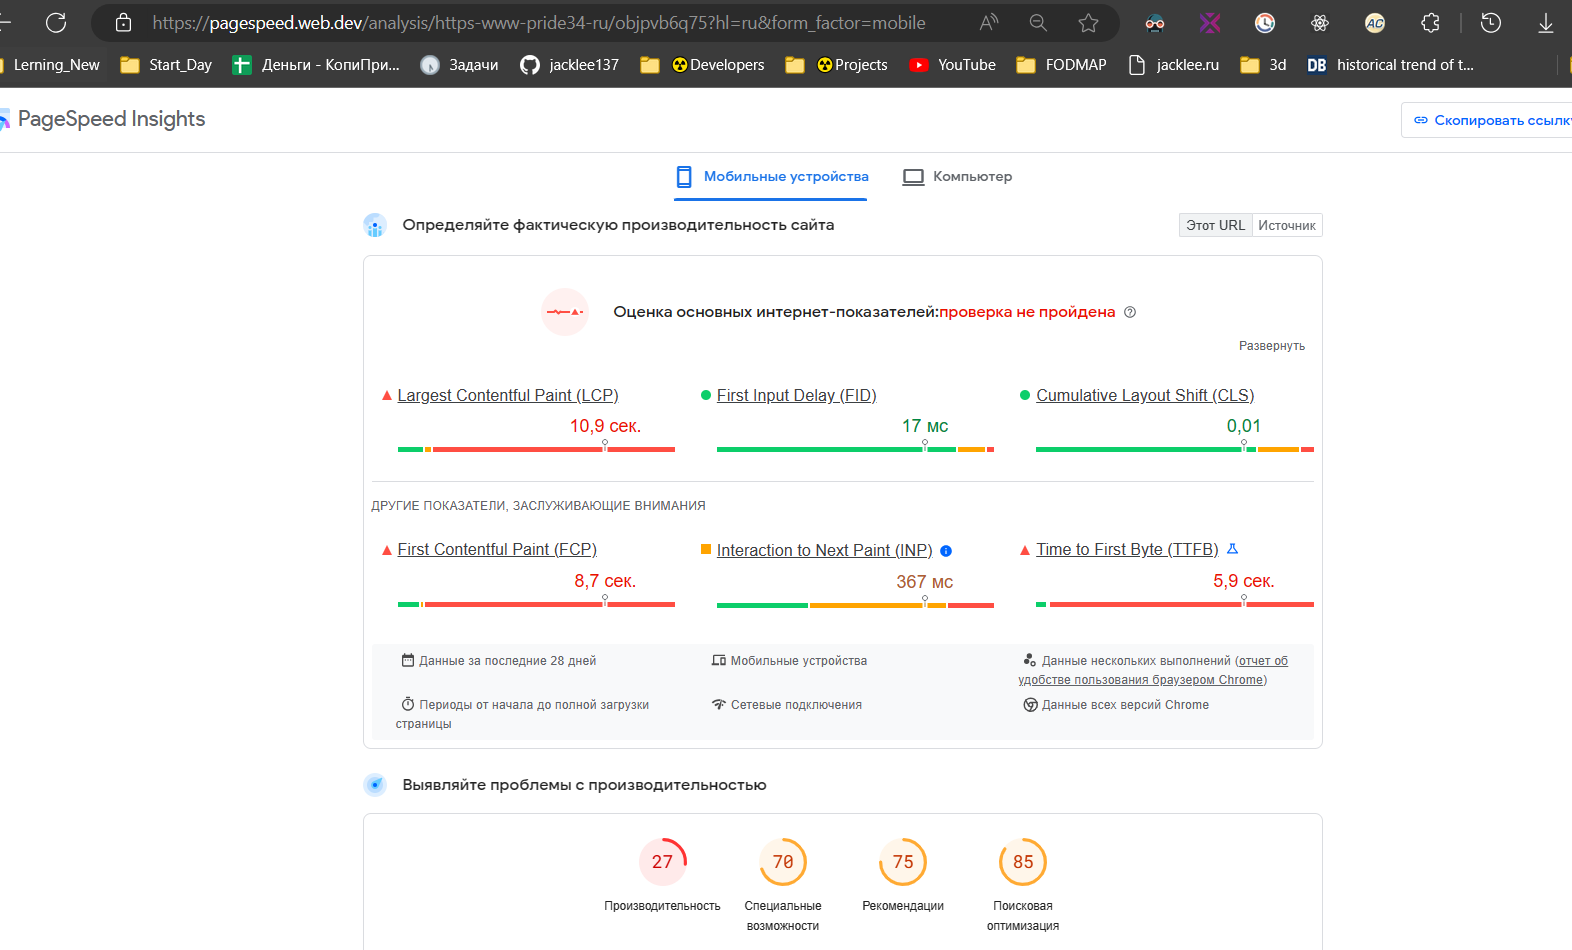 https://pagespeed.web.dev/analysis/https-www-pride34-ru/objpvb6q75?hl=ru&form_factor=mobile
Lerning_New Start_Day Деньги - КопиПри... Задачи jacklee137 Developers Projects YouTube FODMAP jacklee.ru 3d DB historical trend of t...
PageSpeed Insights
Скопировать ссылку
Мобильные устройства Компьютер
Определяйте фактическую производительность сайта
Этот URL Источник
Оценка основных интернет-показателей:проверка не пройдена
Развернуть
Largest Contentful Paint (LCP) First Input Delay (FID) Cumulative Layout Shift (CLS)
10,9 сек. 17 мс 0,01
ДРУГИЕ ПОКАЗАТЕЛИ, ЗАСЛУЖИВАЮЩИЕ ВНИМАНИЯ
First Contentful Paint (FCP) Interaction to Next Paint (INP) Time to First Byte (TTFB)
8,7 сек. 367 мс 5,9 сек.
Данные за последние 28 дней
Мобильные устройства
Данные нескольких выполнений (отчет об
удобстве пользования браузером Chrome)
Периоды от начала до полной загрузки
страницы
Сетевые подключения
Данные всех версий Chrome
Выявляйте проблемы с производительностью
27 70 75 85
Производительность
Специальные
возможности
Рекомендации
Поисковая
оптимизация